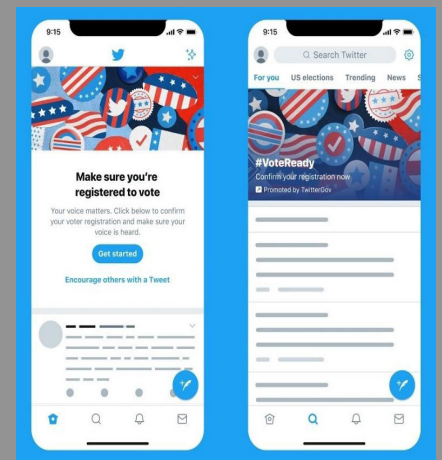 9:15
Make sure you're
registered to vote
Your voice matters. Click below to confirm
your voter registration and make sure your
voice is heard.
Get started
Encourage others with a Tweet
9:15
Search Twitter
For you US elections Trending News S
#VoteReady
Confirm your registration now
Promoted by TwitterGov